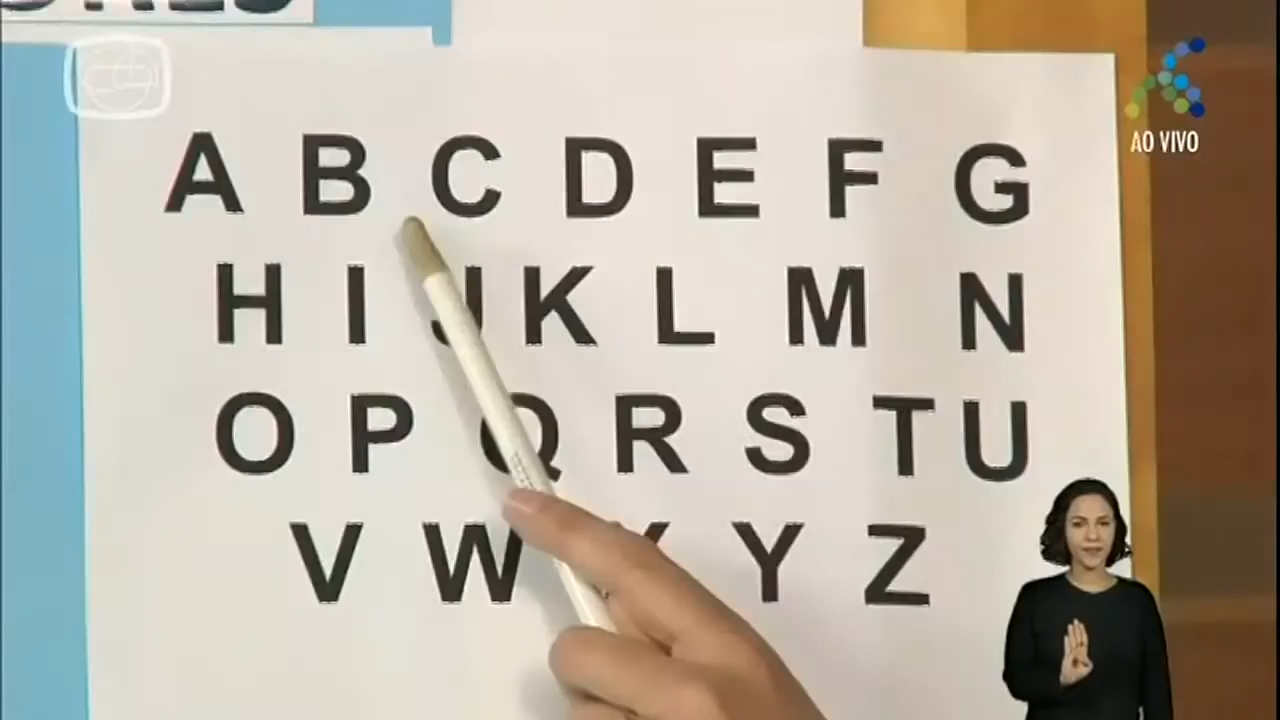 A B C D E F G
H I J K L M N
O P Q R S T U
V W X Y Z
AO VIVO